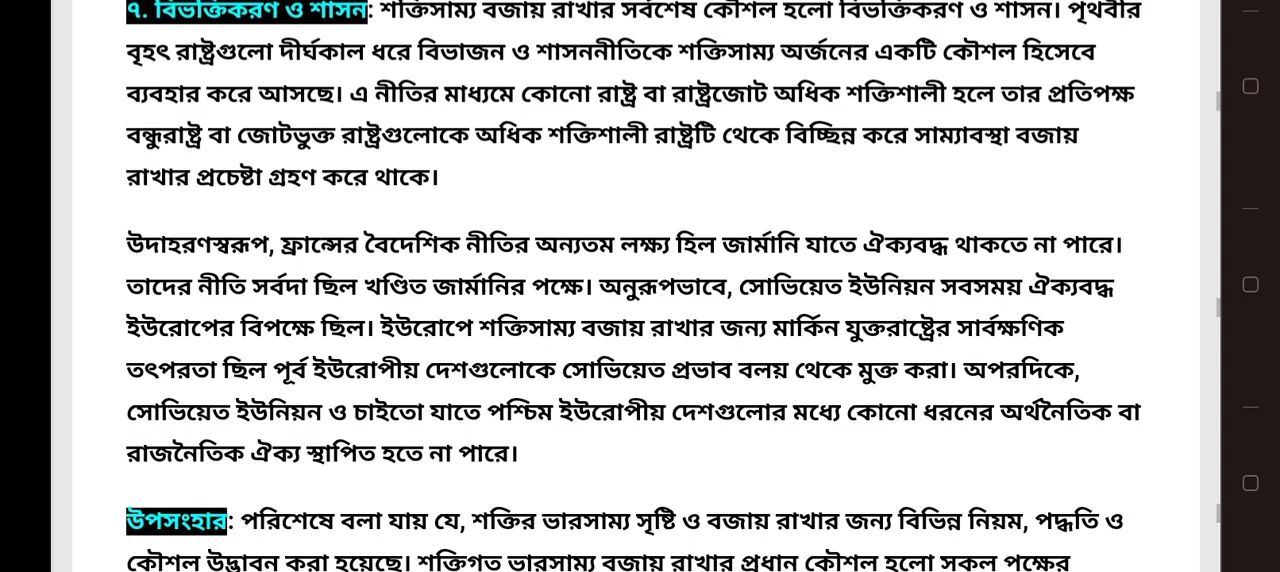 ৭. বিভক্তিকরণ ও শাসন: শক্তিসাম্য বজায় রাখার সর্বশেষ কৌশল হলো বিভক্তিকরণ ও শাসন। পৃথিবীর
বৃহৎ রাষ্ট্রগুলো দীর্ঘকাল ধরে বিভাজন ও শাসননীতিকে শক্তিসাম্য অর্জনের একটি কৌশল হিসেবে
ব্যবহার করে আসছে। এ নীতির মাধ্যমে কোনো রাষ্ট্র বা রাষ্ট্রজোট অধিক শক্তিশালী হলে তার প্রতিপক্ষ
বন্ধুরাষ্ট্র বা জোটভুক্ত রাষ্ট্রগুলোকে অধিক শক্তিশালী রাষ্ট্রটি থেকে বিচ্ছিন্ন করে সাম্যাবস্থা বজায়
রাখার প্রচেষ্টা গ্রহণ করে থাকে।
উদাহরণস্বরূপ, ফ্রান্সের বৈদেশিক নীতির অন্যতম লক্ষ্য হিল জার্মানি যাতে ঐক্যবদ্ধ থাকতে না পারে।
তাদের নীতি সর্বদা ছিল খণ্ডিত জার্মানির পক্ষে। অনুরূপভাবে, সোভিয়েত ইউনিয়ন সবসময় ঐক্যবদ্ধ
ইউরোপের বিপক্ষে ছিল। ইউরোপে শক্তিসাম্য বজায় রাখার জন্য মার্কিন যুক্তরাষ্ট্রের সার্বক্ষণিক
তৎপরতা ছিল পূর্ব ইউরোপীয় দেশগুলোকে সোভিয়েত প্রভাব বলয় থেকে মুক্ত করা। অপরদিকে,
সোভিয়েত ইউনিয়ন ও চাইতো যাতে পশ্চিম ইউরোপীয় দেশগুলোর মধ্যে কোনো ধরনের অর্থনৈতিক বা
রাজনৈতিক ঐক্য স্থাপিত হতে না পারে।
উপসংহার: পরিশেষে বলা যায় যে, শক্তির ভারসাম্য সৃষ্টি ও বজায় রাখার জন্য বিভিন্ন নিয়ম, পদ্ধতি ও
কৌশল উদ্ভাবন করা হয়েছে। শক্তিগত ভারসাম্য বজায় রাখার প্রধান কৌশল হলো সকল পক্ষের